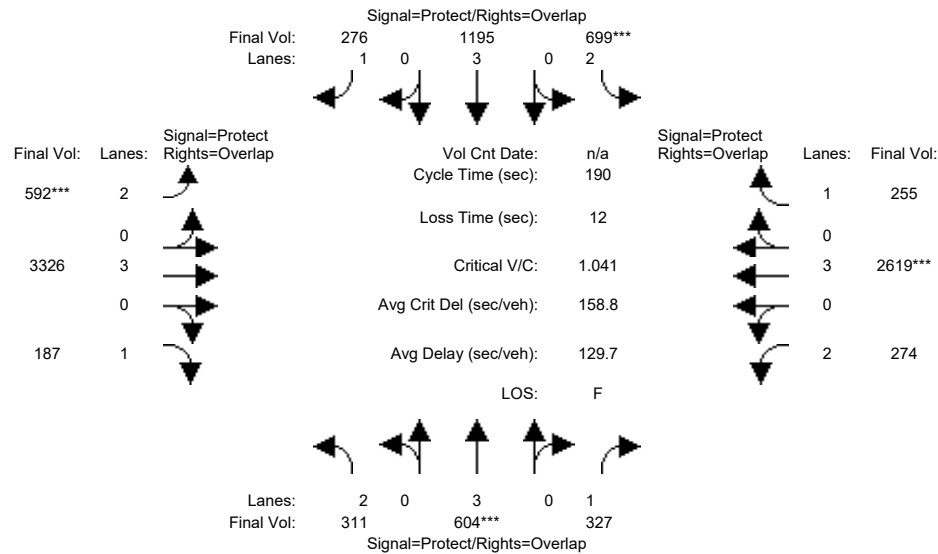 Signal=Protect/Rights=Overlap
Final Vol: 276 1195 699***
Lanes: 1 0 3 0 2
Signal=Protect
Final Vol: Lanes: Rights=Overlap
Vol Cnt Date: n/a
Signal=Protect
Rights=Overlap Lanes: Final Vol:
Cycle Time (sec): 190
592*** 2
1 255
Loss Time (sec): 12
0
0
3326 3
Critical V/C: 1.041
3 2619***
0
Avg Crit Del (sec/veh): 158.8
0
187 1
Avg Delay (sec/veh): 129.7
2 274
LOS: F
Lanes: 2 0 3 0 1
Final Vol: 311 604*** 327
Signal=Protect/Rights=Overlap